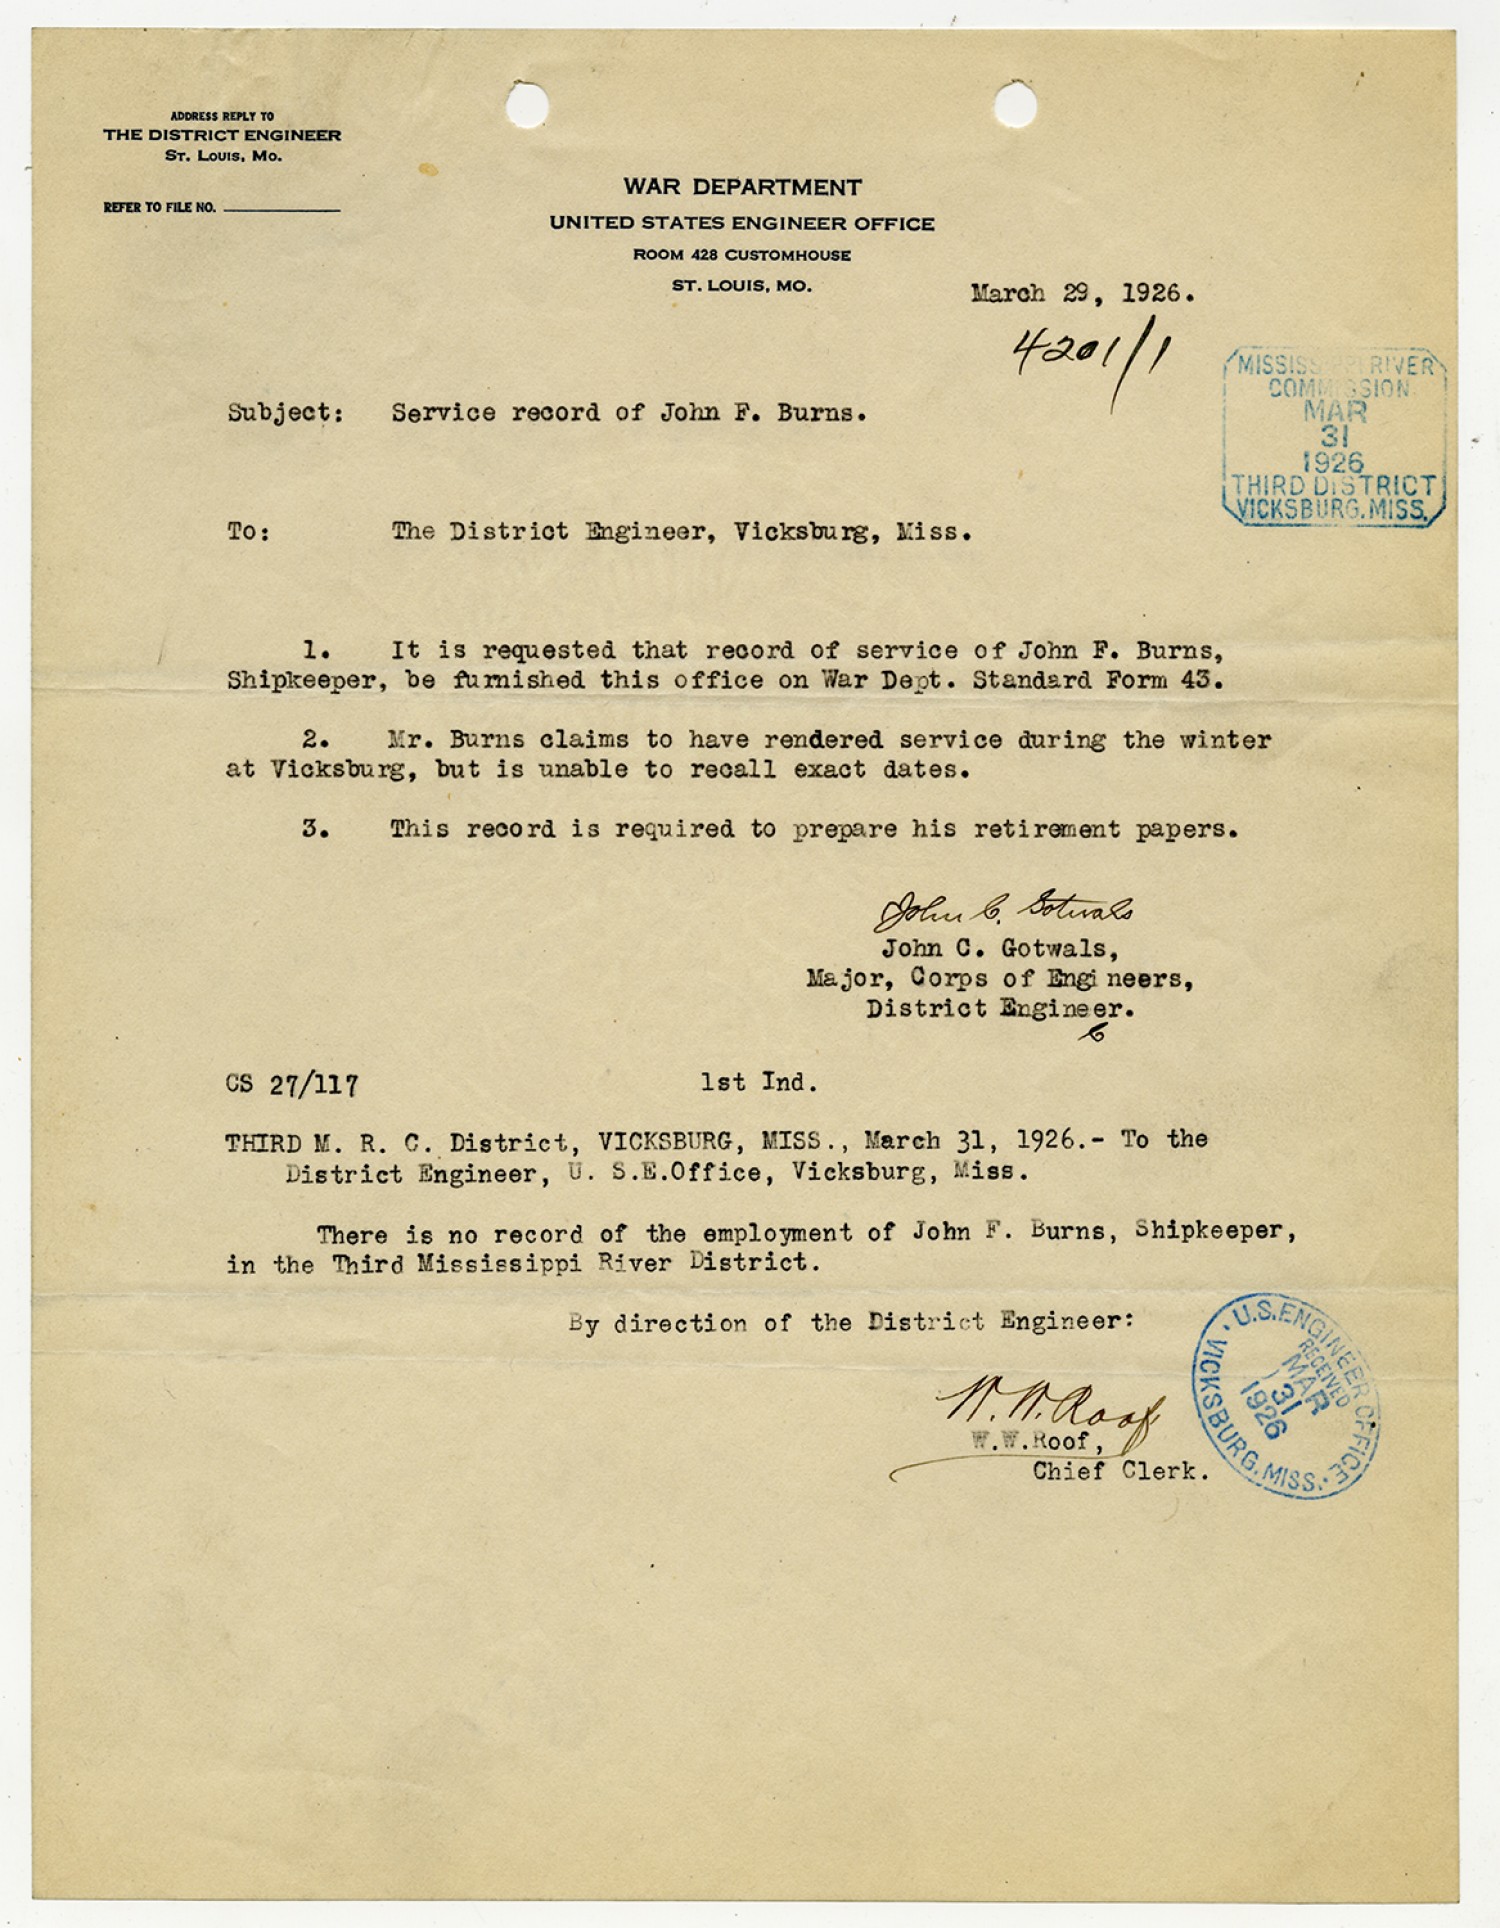 ADDRESS REPLY TO
THE DISTRICT ENGINEER
ST. LOUIS, MO.
REFER TO FILE NO.
WAR DEPARTMENT
UNITED STATES ENGINEER OFFICE
ROOM 428 CUSTOMHOUSE
ST. LOUIS, MO.
March 29, 1926.
4201/1
MISSISSIPPI RIVER
COMMISSION
MAR
31
1926
THIRD DISTRICT
VICKSBURG. MISS.
Subject: Service record of John F. Burns.
To: The District Engineer, Vicksburg, Miss.
1. It is requested that record of service of John F. Burns,
Shipkeeper, be furnished this office on War Dept. Standard Form 43.
2. Mr. Burns claims to have rendered service during the winter
at Vicksburg, but is unable to recall exact dates.
3. This record is required to prepare his retirement papers.
John C. Gotwals
John C. Gotwals,
Major, Corps of Engineers,
District Engineer.
CS 27/117 1st Ind.
THIRD M. R. C. District, VICKSBURG, MISS., March 31, 1926.- To the
District Engineer, U. S.E.Office, Vicksburg, Miss.
There is no record of the employment of John F. Burns, Shipkeeper,
in the Third Mississippi River District.
By direction of the District Engineer:
W. W. Roof
W.W.Roof,
Chief Clerk.
U.S. ENGINEER OFFICE
RECEIVED
MAR
31
1926
VICKSBURG, MISS.